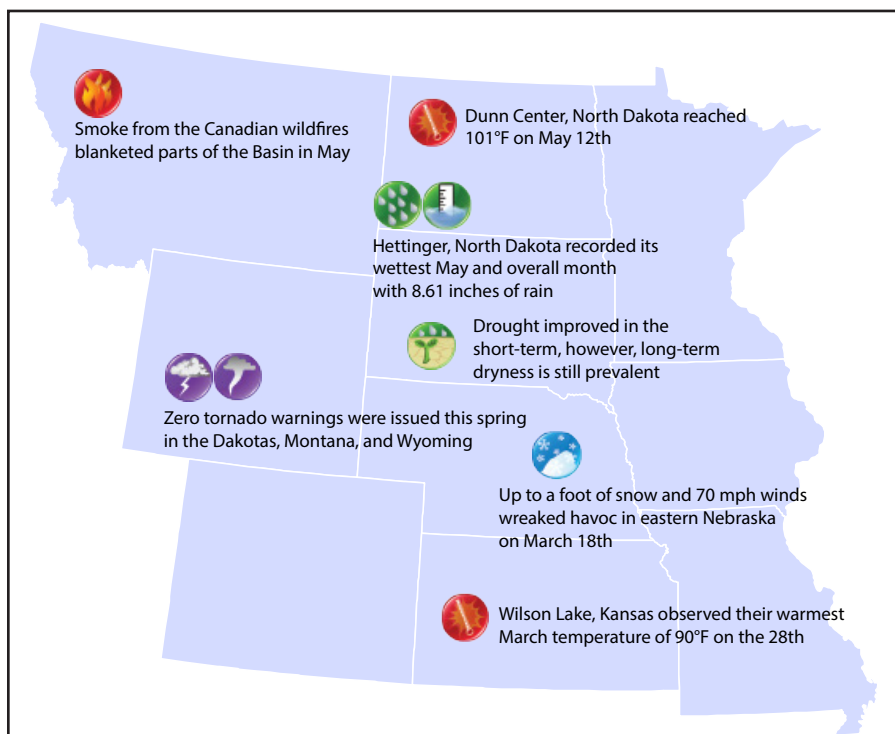 Smoke from the Canadian wildfires
blanketed parts of the Basin in May
Dunn Center, North Dakota reached
101°F on May 12th
Hettinger, North Dakota recorded its
wettest May and overall month
with 8.61 inches of rain
Drought improved in the
short-term, however, long-term
dryness is still prevalent
Zero tornado warnings were issued this spring
in the Dakotas, Montana, and Wyoming
Up to a foot of snow and 70 mph winds
wreaked havoc in eastern Nebraska
on March 18th
Wilson Lake, Kansas observed their warmest
March temperature of 90°F on the 28th